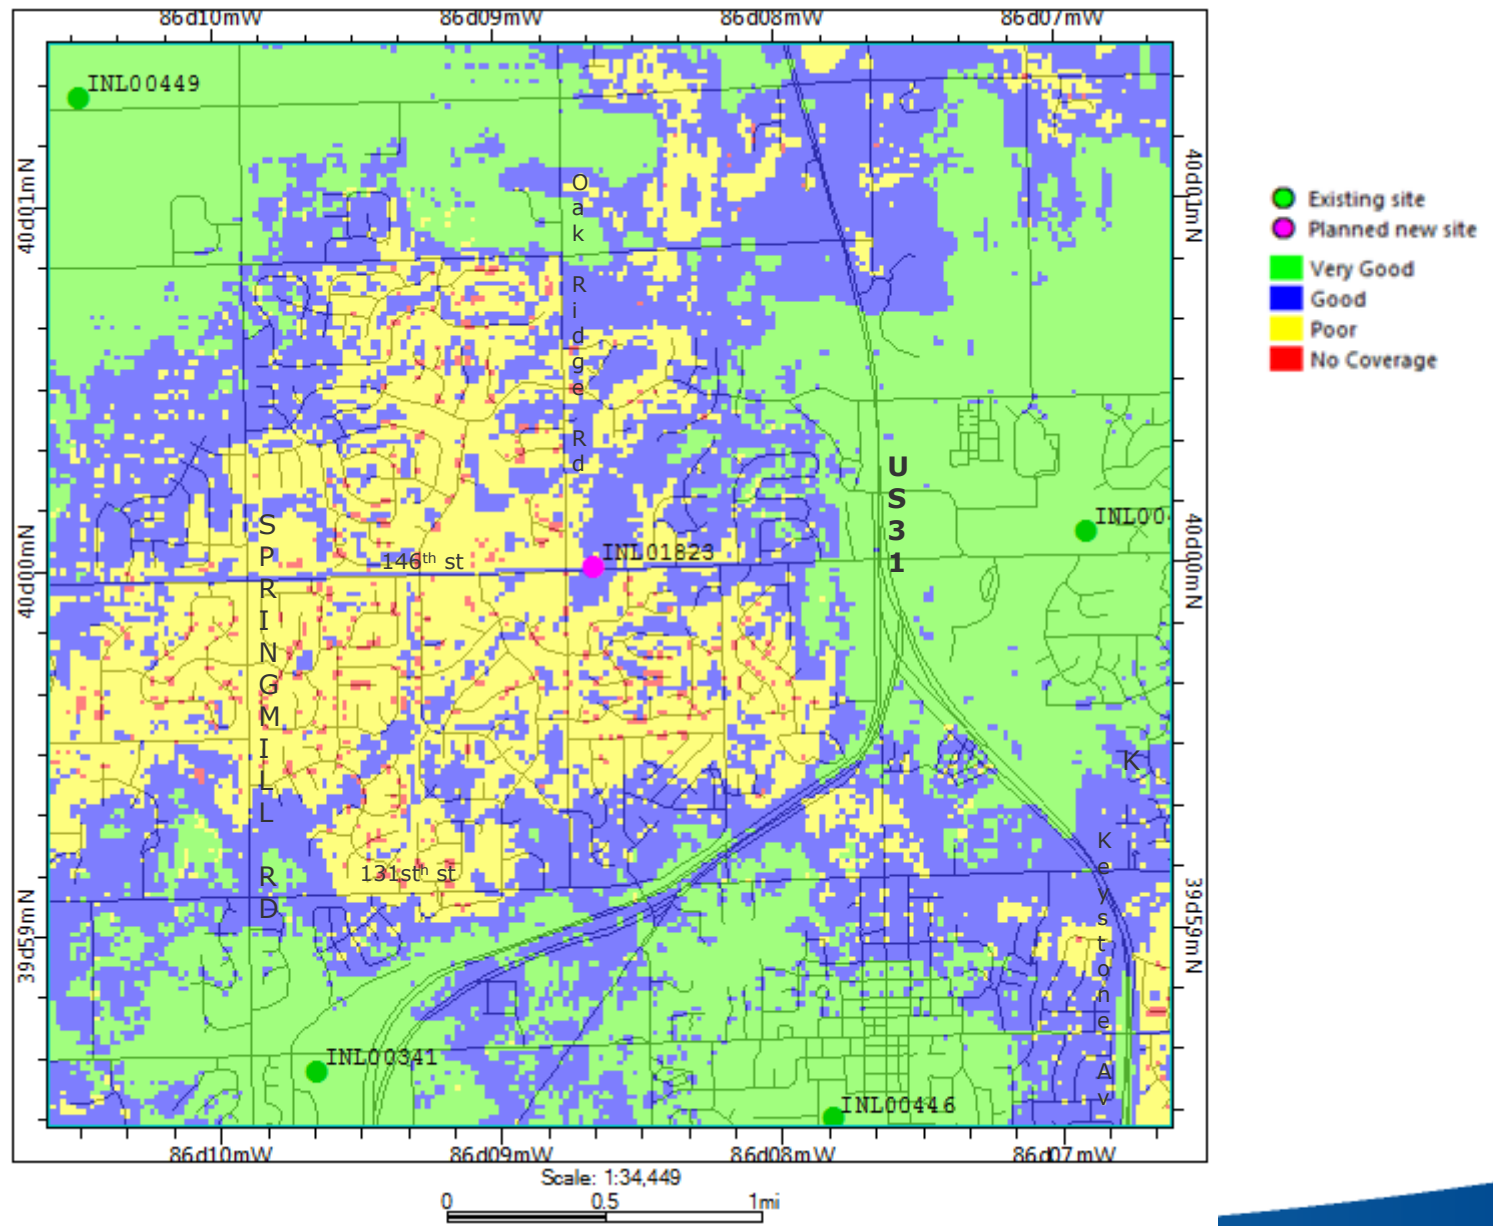 86d10mW 86d09mW 86d08mW 86d07mW
INL00449
40d01mN
40d01mN
Oak Ridge Rd
Existing site
Planned new site
Very Good
Good
Poor
No Coverage
US31
SPRINGMILL RD
INL00
146th st
INL01823
40d00mN
40d00mN
K
Keystone Av
131st h st
39d59mN
39d59mN
INL00341
INL00446
86d10mW 86d09mW 86d08mW 86d07mW
Scale: 1:34,449
0 0.5 1mi